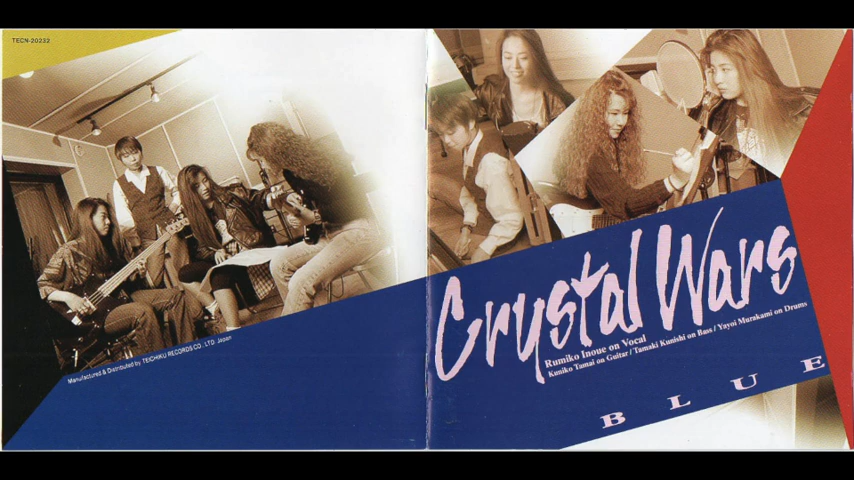 TECN-20232
Manufactured & Distributed by TEICHIKU RECORDS CO., LTD. Japan
Crystal Wars
Rumiko Inoue on Vocal
Kuniko Tamai on Guitar / Tamaki Kunishi on Bass / Yayoi Murakami on Drums
BLUE